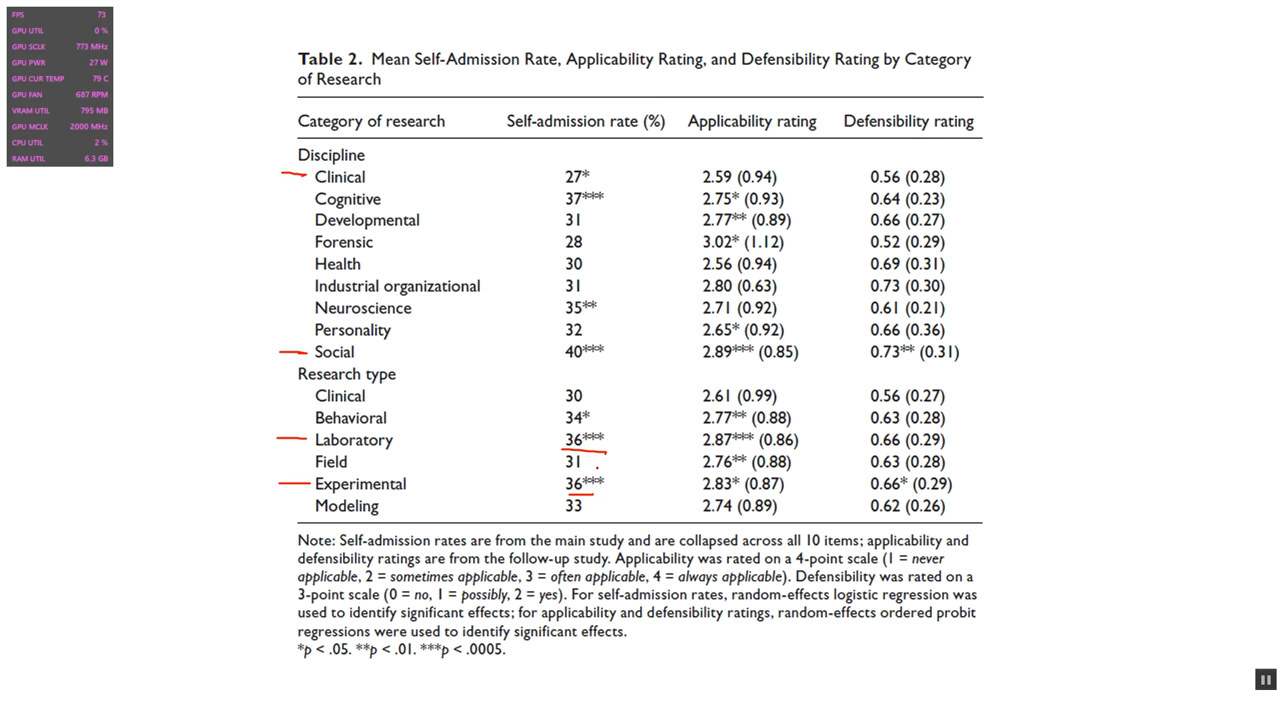 FPS 73
GPU UTIL 0 %
GPU SCLK 773 MHz
GPU PWR 27 W
GPU CUR TEMP 79 C
GPU FAN 687 RPM
VRAM UTIL 795 MB
GPU MCLK 2000 MHz
CPU UTIL 2 %
RAM UTIL 6.3 GB
Table 2. Mean Self-Admission Rate, Applicability Rating, and Defensibility Rating by Category
of Research
Category of research Self-admission rate (%) Applicability rating Defensibility rating
Discipline
Clinical 27* 2.59 (0.94) 0.56 (0.28)
Cognitive 37*** 2.75* (0.93) 0.64 (0.23)
Developmental 31 2.77** (0.89) 0.66 (0.27)
Forensic 28 3.02* (1.12) 0.52 (0.29)
Health 30 2.56 (0.94) 0.69 (0.31)
Industrial organizational 31 2.80 (0.63) 0.73 (0.30)
Neuroscience 35** 2.71 (0.92) 0.61 (0.21)
Personality 32 2.65* (0.92) 0.66 (0.36)
Social 40*** 2.89*** (0.85) 0.73** (0.31)
Research type
Clinical 30 2.61 (0.99) 0.56 (0.27)
Behavioral 34* 2.77** (0.88) 0.63 (0.28)
Laboratory 36*** 2.87*** (0.86) 0.66 (0.29)
Field 31 2.76** (0.88) 0.63 (0.28)
Experimental 36*** 2.83* (0.87) 0.66* (0.29)
Modeling 33 2.74 (0.89) 0.62 (0.26)
Note: Self-admission rates are from the main study and are collapsed across all 10 items; applicability and
defensibility ratings are from the follow-up study. Applicability was rated on a 4-point scale (1 = never
applicable, 2 = sometimes applicable, 3 = often applicable, 4 = always applicable). Defensibility was rated on a
3-point scale (0 = no, 1 = possibly, 2 = yes). For self-admission rates, random-effects logistic regression was
used to identify significant effects; for applicability and defensibility ratings, random-effects ordered probit
regressions were used to identify significant effects.
*p < .05. **p < .01. ***p < .0005.